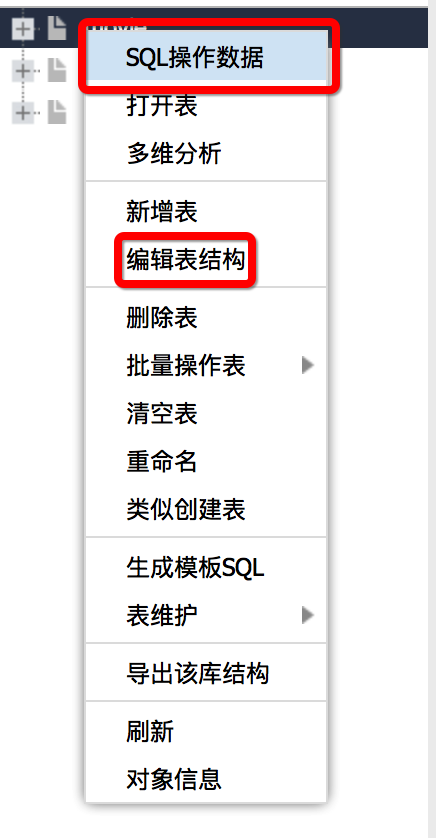 SQL操作数据
打开表
多维分析
新增表
编辑表结构
删除表
批量操作表
清空表
重命名
类似创建表
生成模板SQL
表维护
导出该库结构
刷新
对象信息